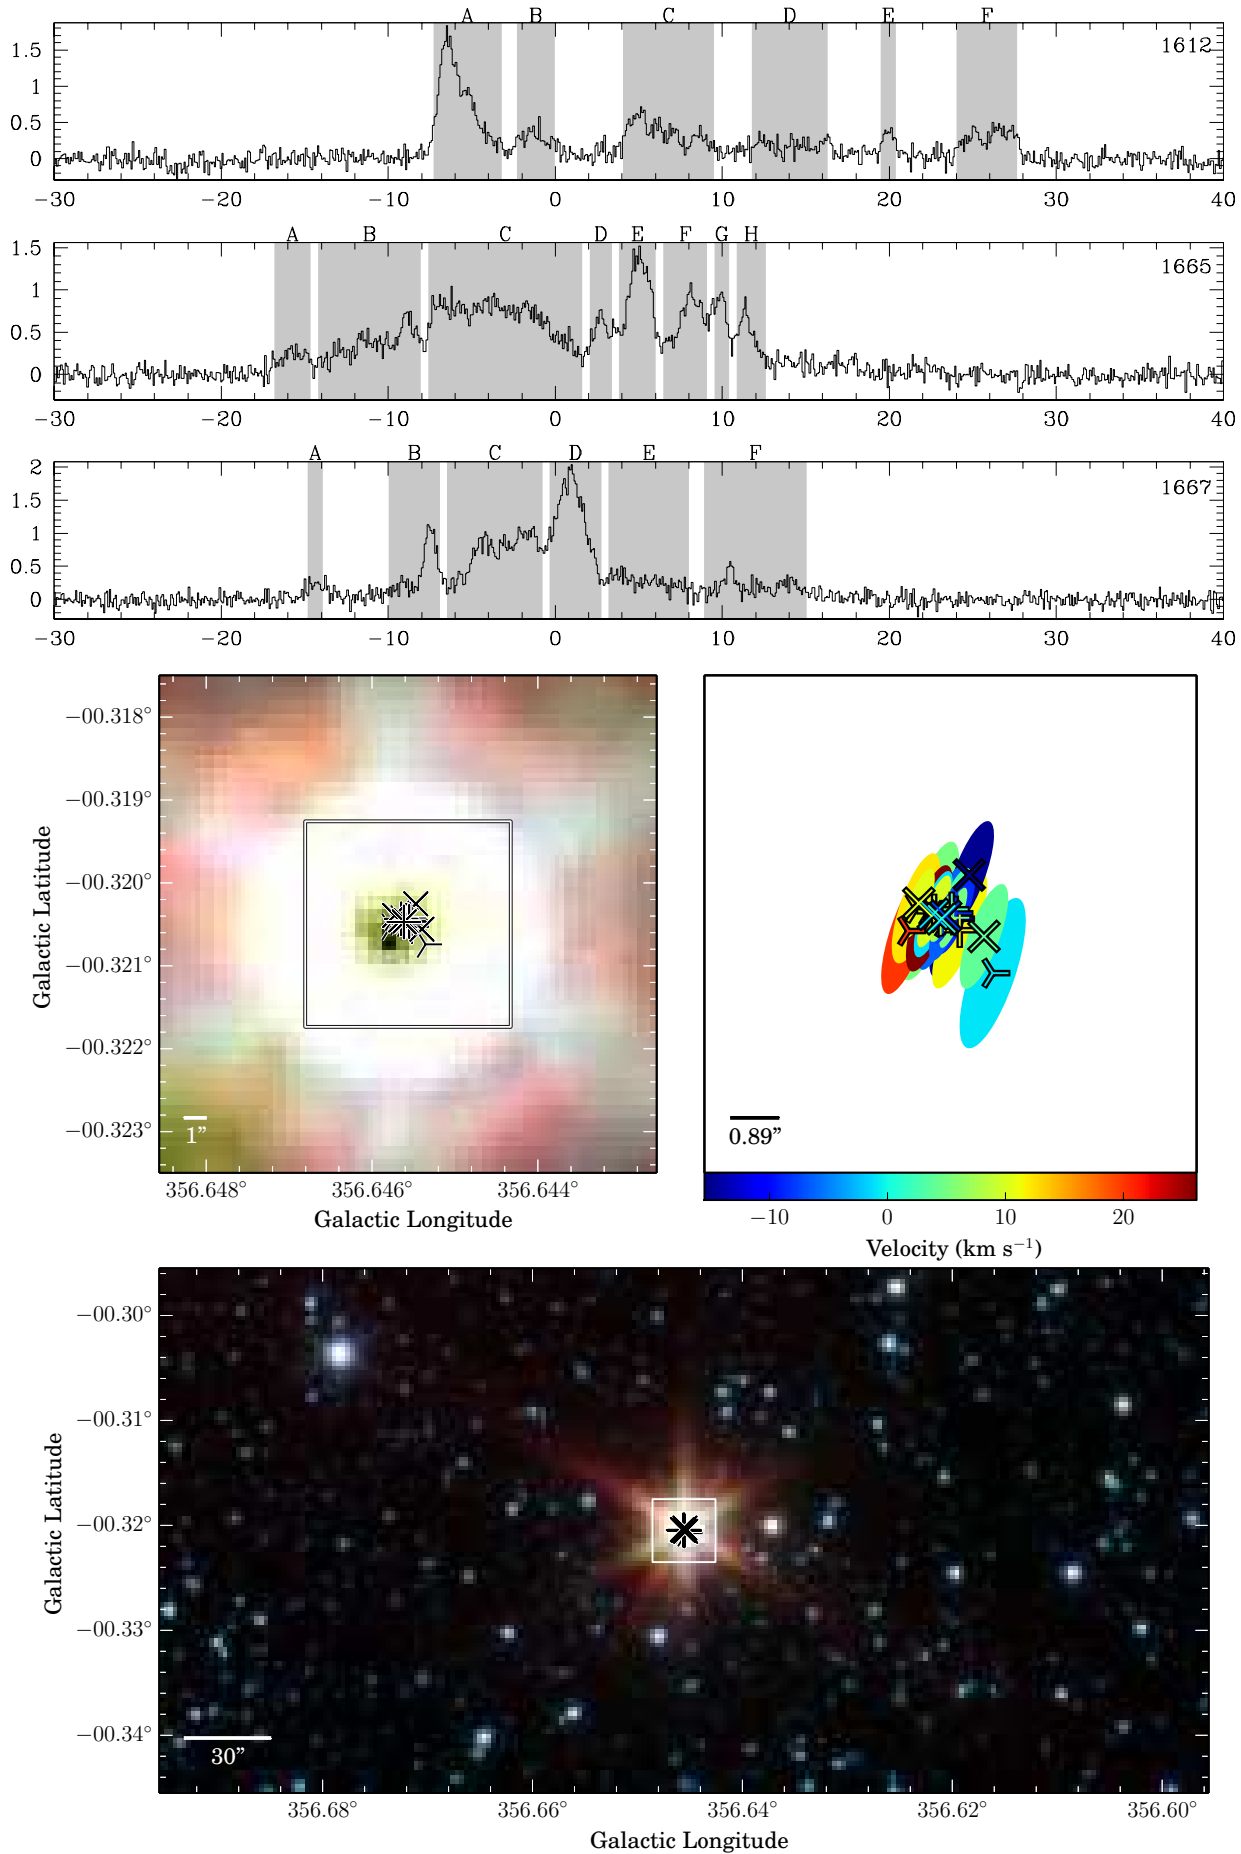 A B C D E F
1612
1.5
1
0.5
0
−30 −20 −10 0 10 20 30 40
A B C D E F G H
1665
1.5
1
0.5
0
−30 −20 −10 0 10 20 30 40
A B C D E F
1667
2
1.5
1
0.5
0
−30 −20 −10 0 10 20 30 40
−00.318°
−00.319°
−00.320°
−00.321°
−00.322°
−00.323°
Galactic Latitude
1”
356.648° 356.646° 356.644°
Galactic Longitude
0.89”
−10 0 10 20
Velocity (km s⁻¹)
−00.30°
−00.31°
−00.32°
−00.33°
−00.34°
Galactic Latitude
30”
356.68° 356.66° 356.64° 356.62° 356.60°
Galactic Longitude